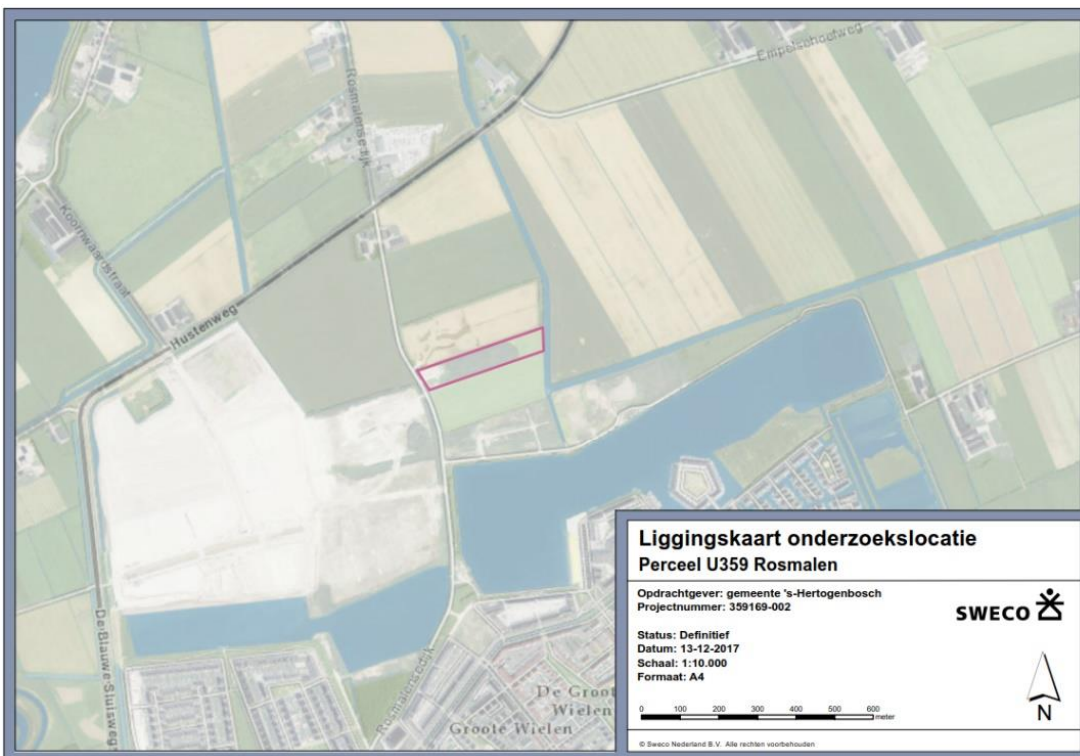 Empelsehoefweg
Rosmalensedijk
Koornwaardstraat
Hustenweg
De Blauwe Sluisweg
Rosmalensedijk
De Groot
Wielen
Groote Wielen
Liggingskaart onderzoekslocatie
Perceel U359 Rosmalen
Opdrachtgever: gemeente 's-Hertogenbosch
Projectnummer: 359169-002
SWECO
Status: Definitief
Datum: 13-12-2017
Schaal: 1:10.000
Formaat: A4
0 100 200 300 400 500 600
meter
N
© Sweco Nederland B.V. Alle rechten voorbehouden